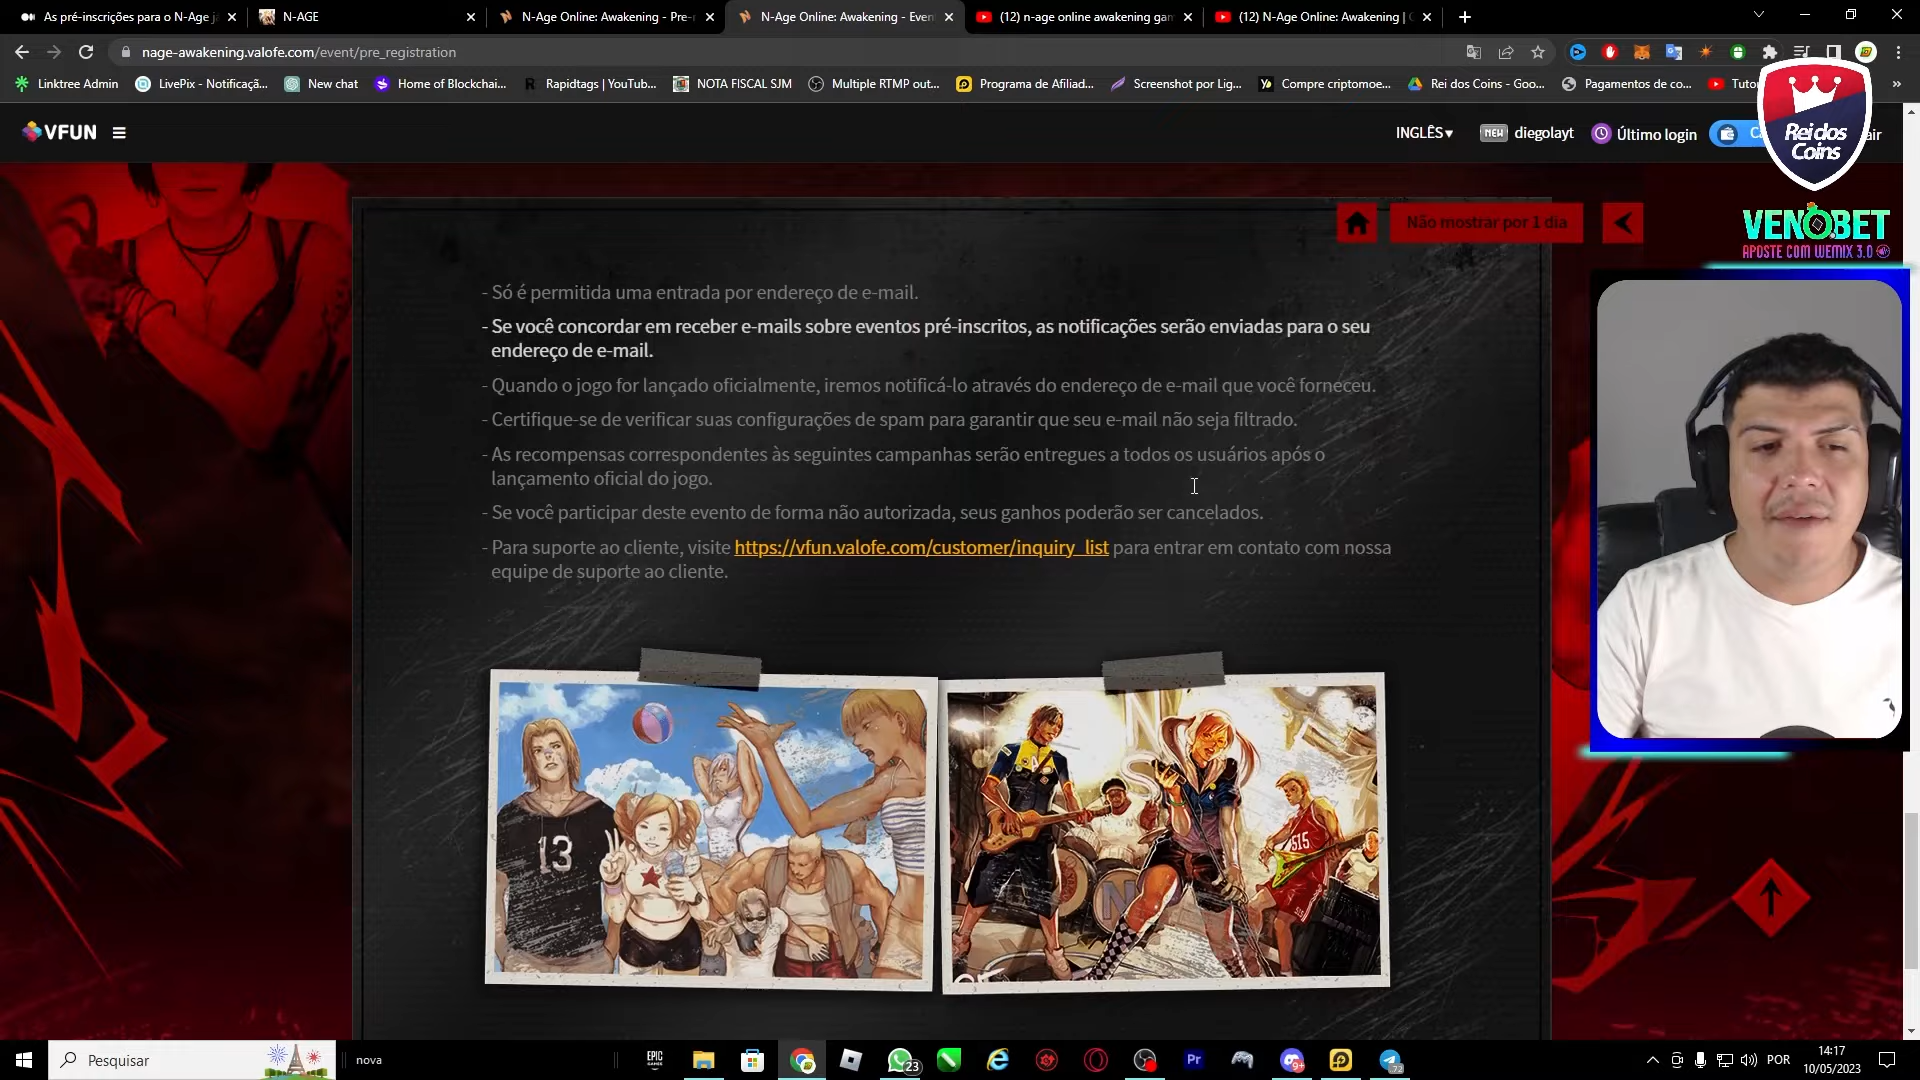 As pré-inscrições para o N-Age j
N-AGE
N-Age Online: Awakening - Pre-r
N-Age Online: Awakening - Even
(12) n-age online awakening gam
(12) N-Age Online: Awakening |
nage-awakening.valofe.com/event/pre_registration
Linktree Admin
LivePix - Notificaçã...
New chat
Home of Blockchai...
Rapidtags | YouTub...
NOTA FISCAL SJM
Multiple RTMP out...
Programa de Afiliad...
Screenshot por Lig...
Compre criptomoe...
Rei dos Coins - Goo...
Pagamentos de co...
Tuto
Rei dos
Coins
VFUN
INGLÊS
NEW
diegolayt
Último login
air
VENOBET
APOSTE COM WEMIX 3.0
Não mostrar por 1 dia
- Só é permitida uma entrada por endereço de e-mail.
- Se você concordar em receber e-mails sobre eventos pré-inscritos, as notificações serão enviadas para o seu
endereço de e-mail.
- Quando o jogo for lançado oficialmente, iremos notificá-lo através do endereço de e-mail que você forneceu.
- Certifique-se de verificar suas configurações de spam para garantir que seu e-mail não seja filtrado.
- As recompensas correspondentes às seguintes campanhas serão entregues a todos os usuários após o
lançamento oficial do jogo.
- Se você participar deste evento de forma não autorizada, seus ganhos poderão ser cancelados.
- Para suporte ao cliente, visite https://vfun.valofe.com/customer/inquiry_list para entrar em contato com nossa
equipe de suporte ao cliente.
13
515
N
Pesquisar
nova
EPIC
GAMES
23
Pr
9+
72
POR
14:17
10/05/2023